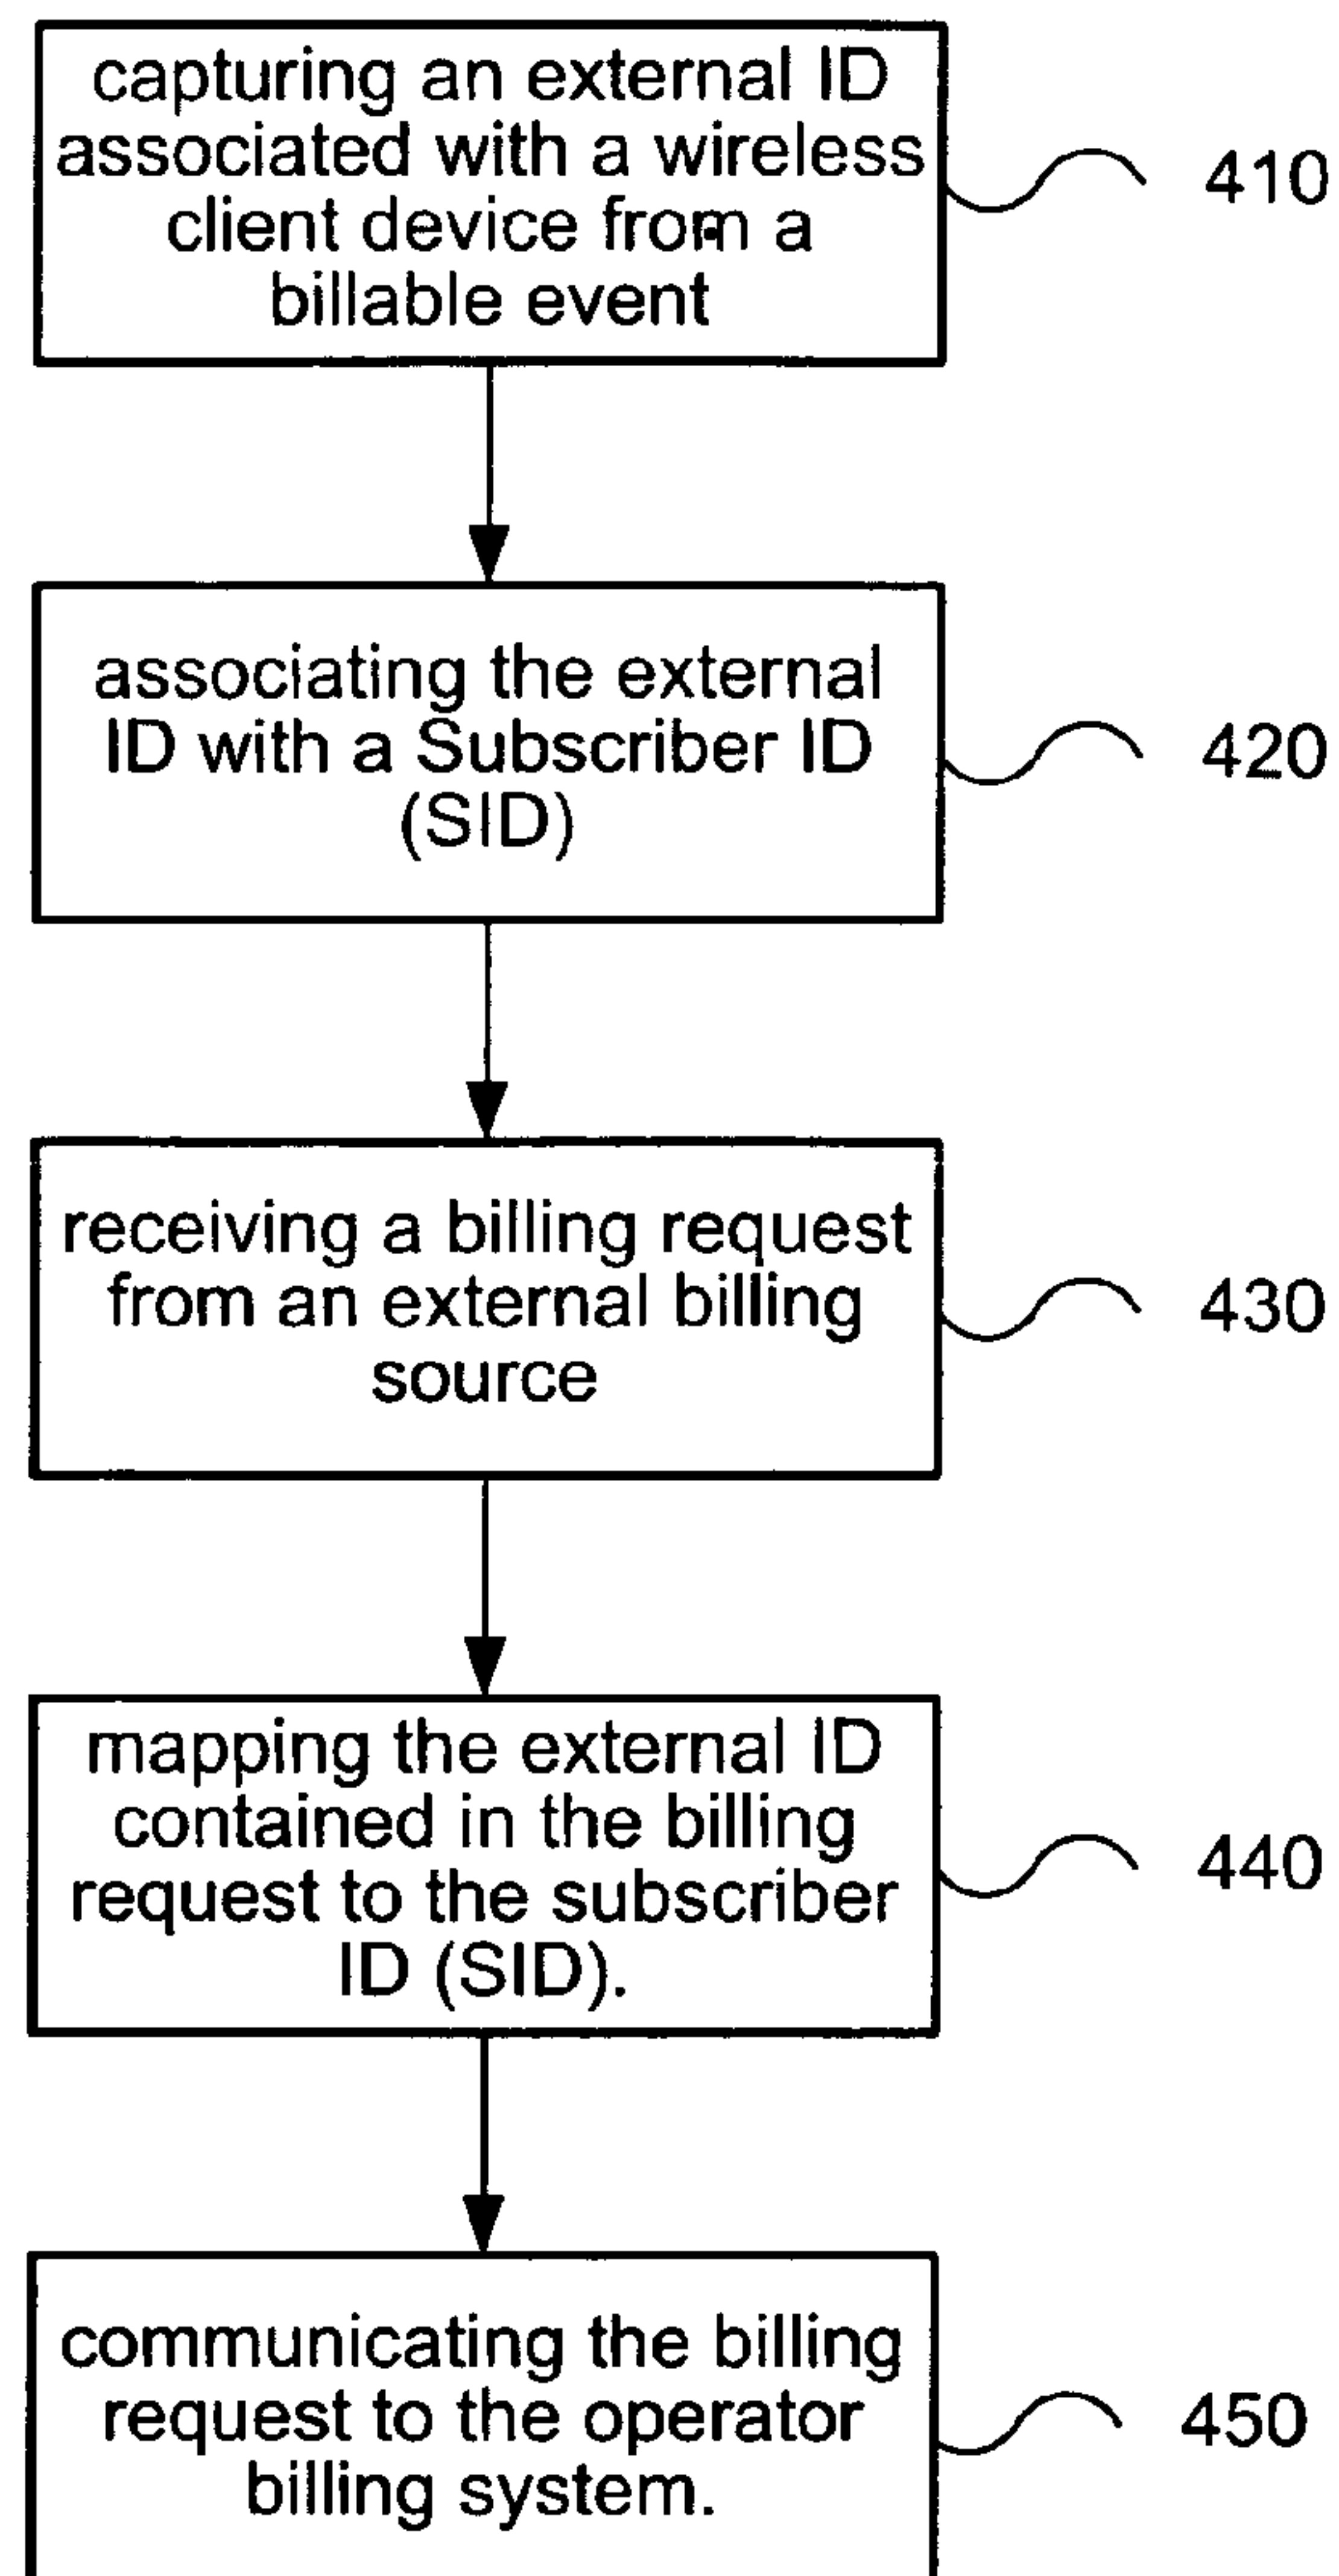 capturing an external ID
associated with a wireless
client device from a
billable event
410
associating the external
ID with a Subscriber ID
(SID)
420
receiving a billing request
from an external billing
source
430
mapping the external ID
contained in the billing
request to the subscriber
ID (SID).
440
communicating the billing
request to the operator
billing system.
450